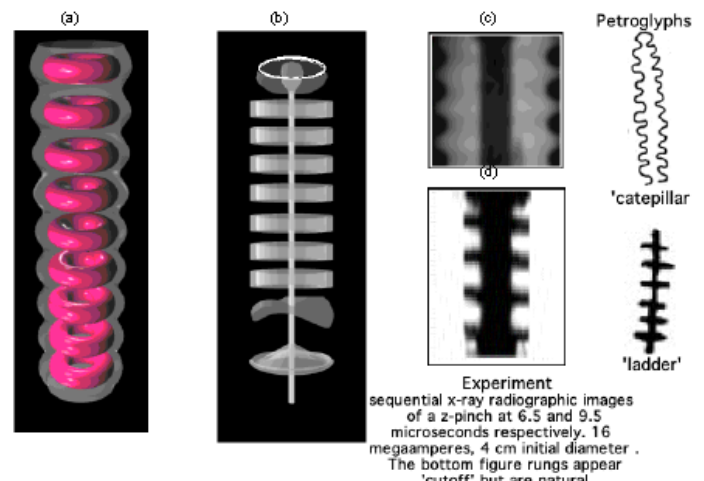 (a)
(b)
(c)
Petroglyphs
(d)
'catepillar
'ladder'
Experiment
sequential x-ray radiographic images
of a z-pinch at 6.5 and 9.5
microseconds respectively. 16
megaamperes, 4 cm initial diameter .
The bottom figure rungs appear
'cutoff' but are natural